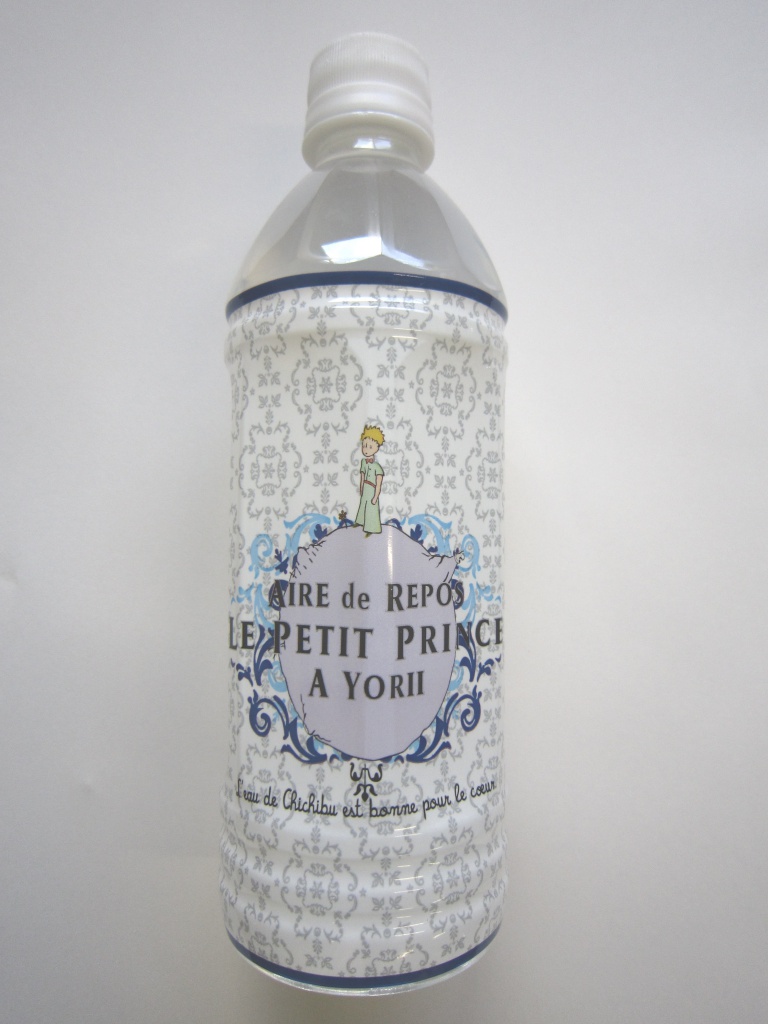 AIRE de REPOS
LE PETIT PRINCE
A YORII
L'eau de Chichibu est bonne pour le cœur.